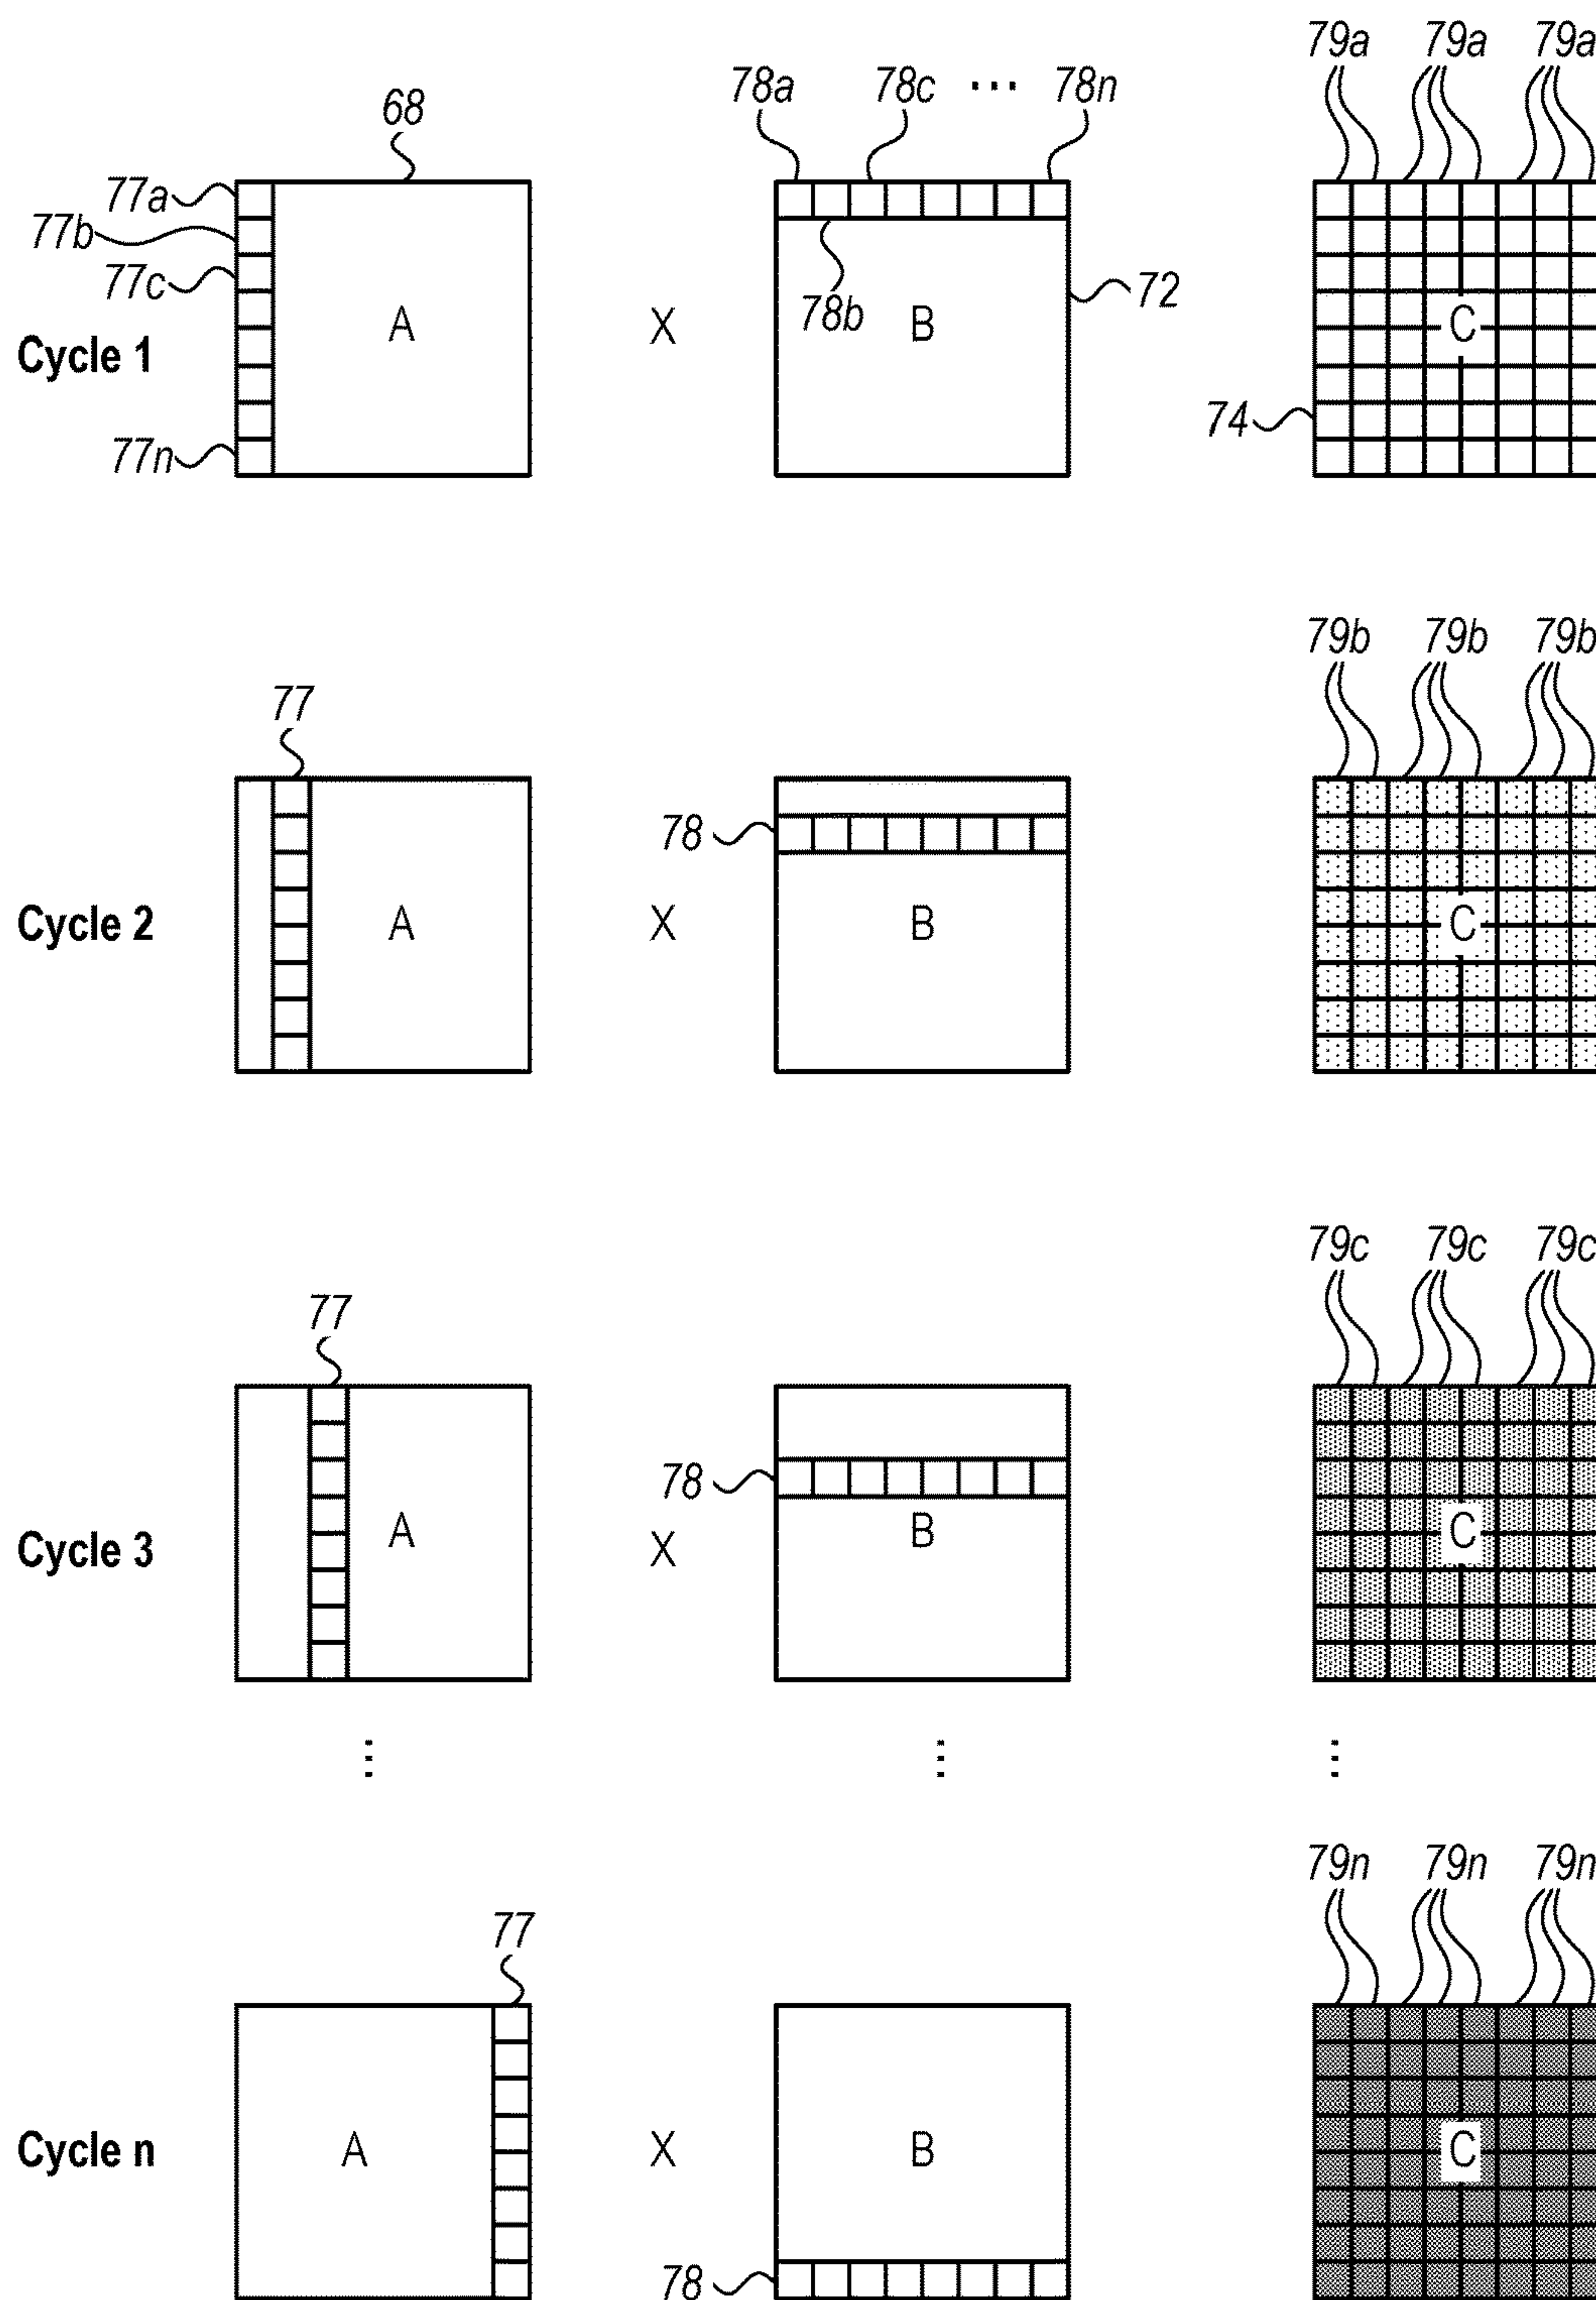 79a 79a 79a
78a 78c ... 78n
68
77a
77b
77c
78b
72
Cycle 1 A X B C
74
77n
79b 79b 79b
77
78
Cycle 2 A X B C
79c 79c 79c
77
78
Cycle 3 A X B C
⋮ ⋮ ⋮
79n 79n 79n
77
Cycle n A X B C
78